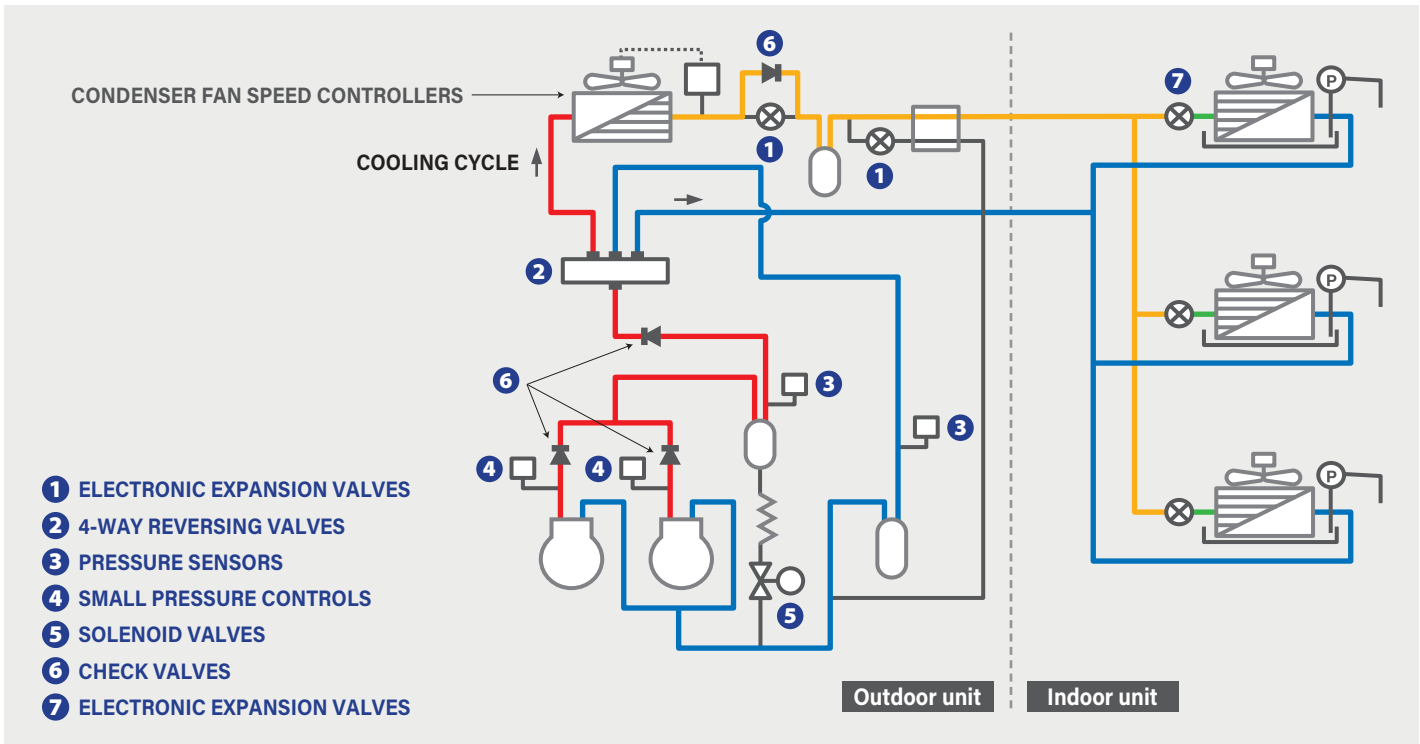 6
7
P
CONDENSER FAN SPEED CONTROLLERS
1
COOLING CYCLE
1
2
P
6
3
3
4
4
P
1 ELECTRONIC EXPANSION VALVES
2 4-WAY REVERSING VALVES
3 PRESSURE SENSORS
4 SMALL PRESSURE CONTROLS
5
5 SOLENOID VALVES
6 CHECK VALVES
7 ELECTRONIC EXPANSION VALVES
Outdoor unit
Indoor unit